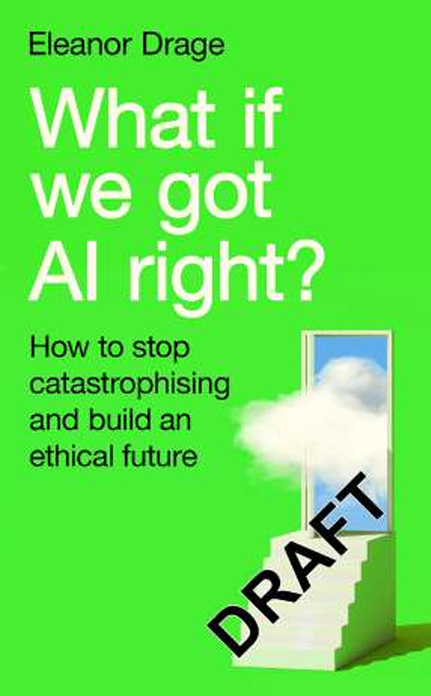 Eleanor Drage
What if
we got
AI right?
How to stop
catastrophising
and build an
ethical future
DRAFT